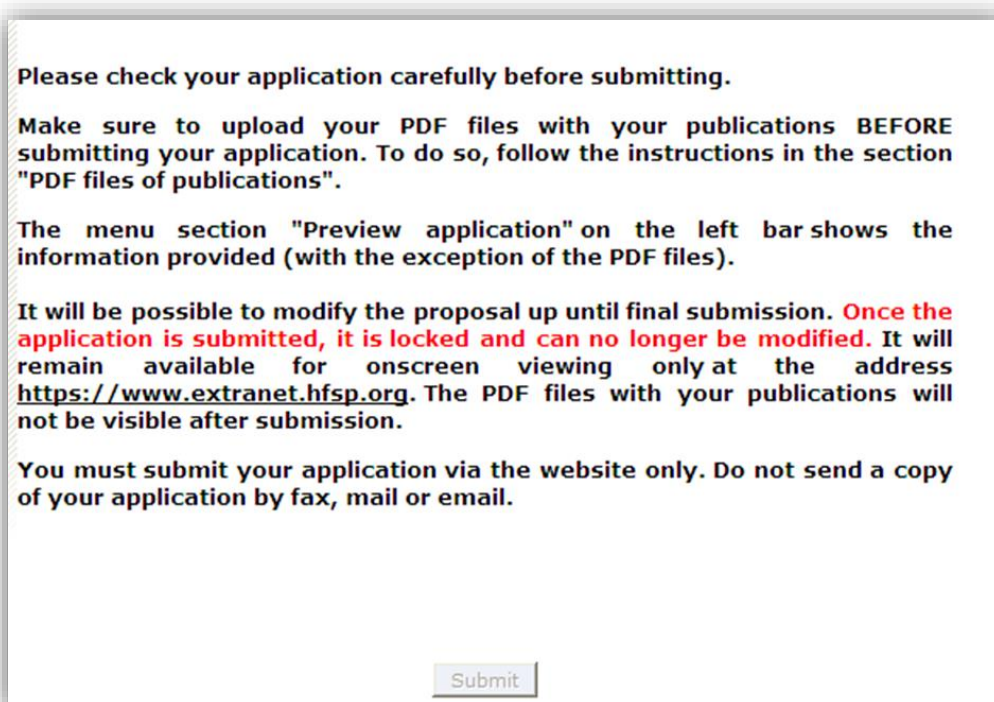 Please check your application carefully before submitting.
Make sure to upload your PDF files with your publications BEFORE
submitting your application. To do so, follow the instructions in the section
"PDF files of publications".
The menu section "Preview application" on the left bar shows the
information provided (with the exception of the PDF files).
It will be possible to modify the proposal up until final submission. Once the
application is submitted, it is locked and can no longer be modified. It will
remain available for onscreen viewing only at the address
https://www.extranet.hfsp.org. The PDF files with your publications will
not be visible after submission.
You must submit your application via the website only. Do not send a copy
of your application by fax, mail or email.
Submit